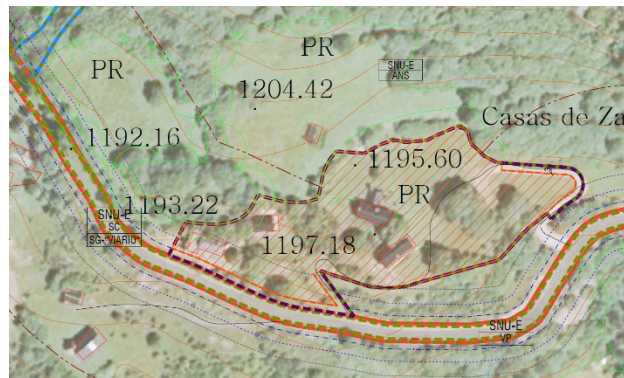 PR
PR
SNU-E
ANS
1204.42
Casas de Za
1192.16
1195.60
PR
1193.22
SNU-E
SC
SG-"VIARIO"
1197.18
SNU-E
VP